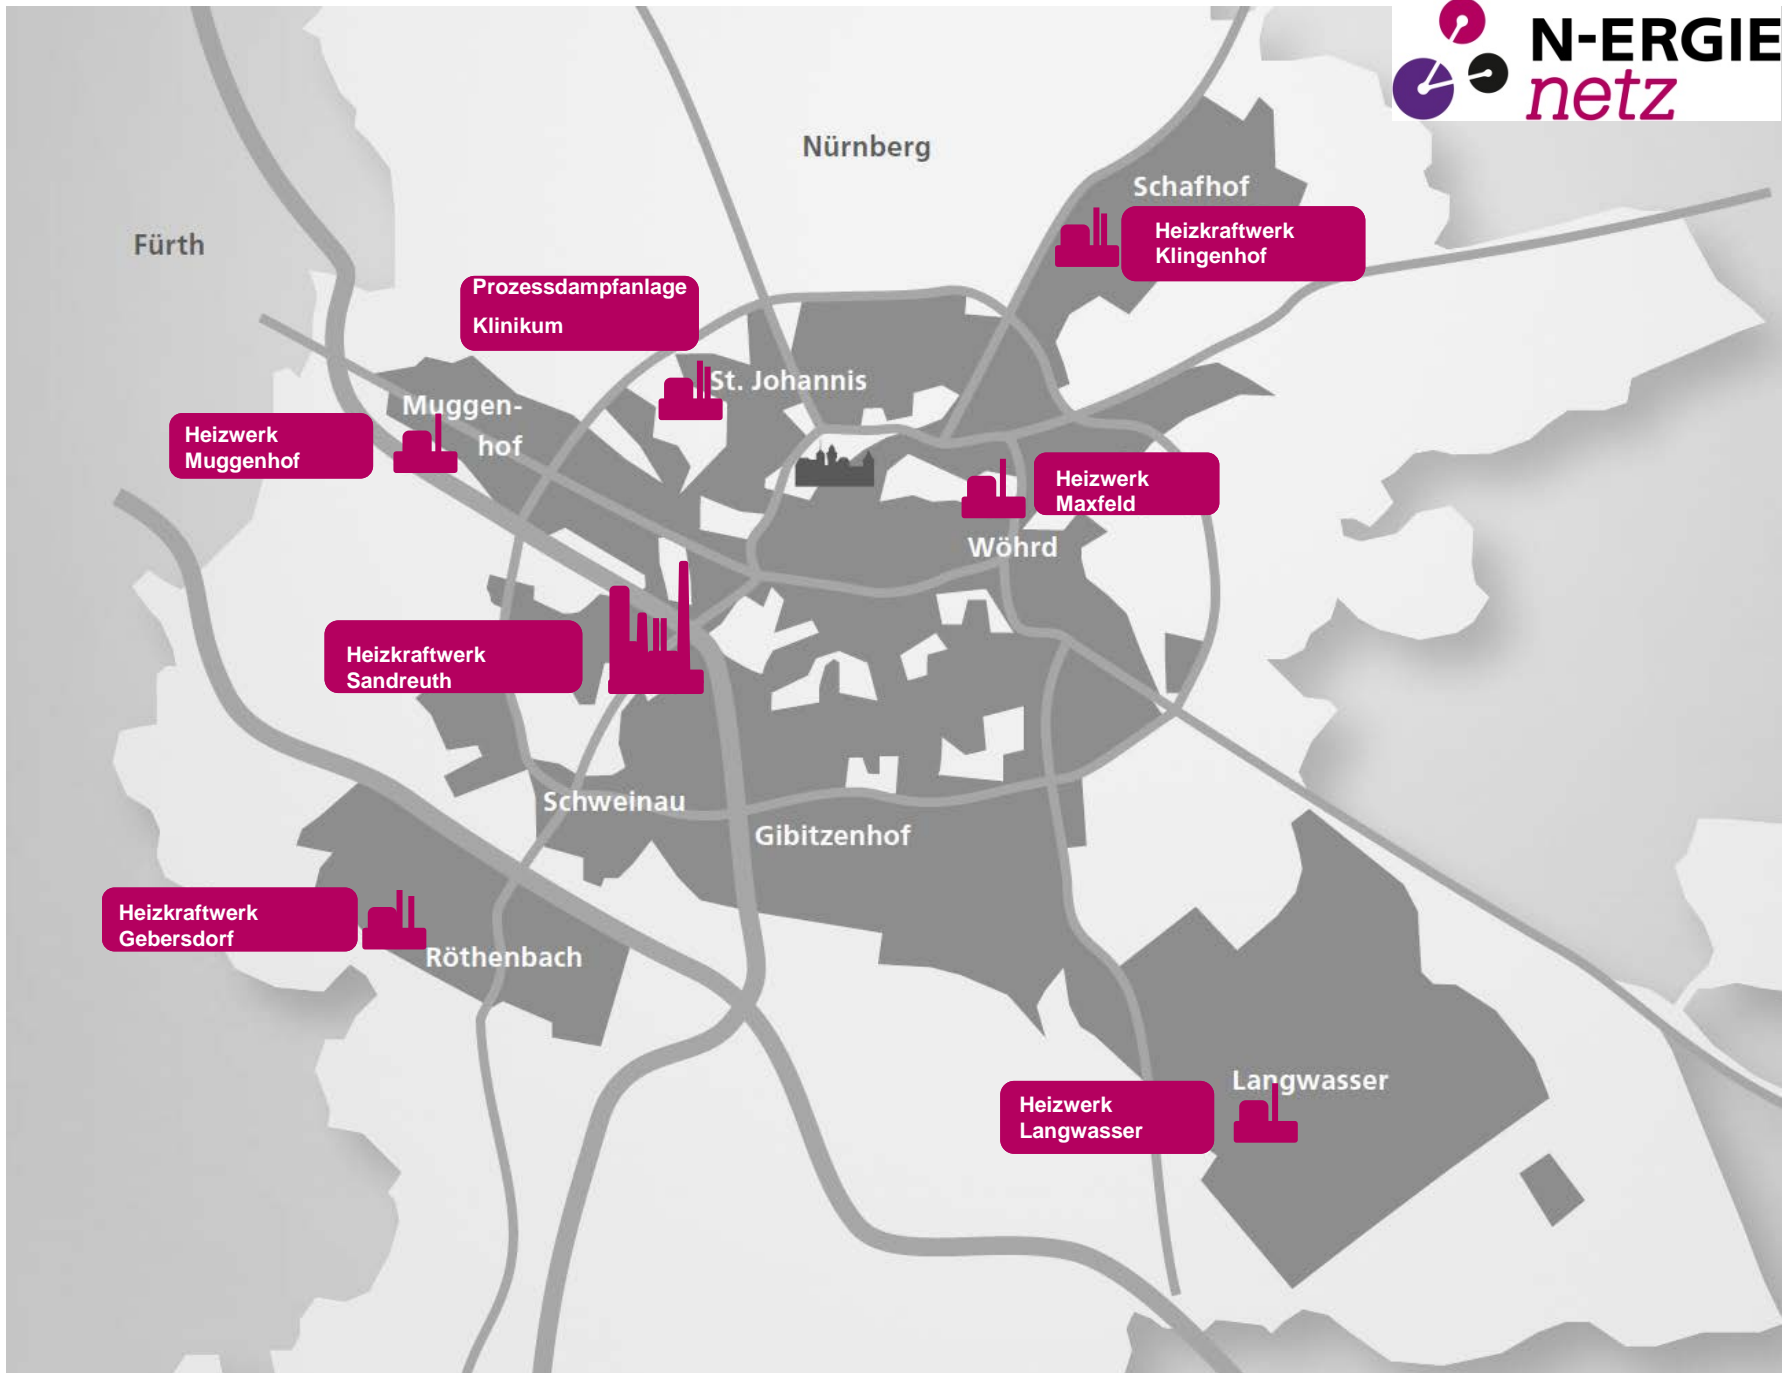 N-ERGIE
netz
Nürnberg
Schafhof
Heizkraftwerk
Klingenhof
Fürth
Prozessdampfanlage
Klinikum
St. Johannis
Muggen-
hof
Heizwerk
Muggenhof
Heizwerk
Maxfeld
Wöhrd
Heizkraftwerk
Sandreuth
Schweinau
Gibitzenhof
Heizkraftwerk
Gebersdorf
Röthenbach
Langwasser
Heizwerk
Langwasser